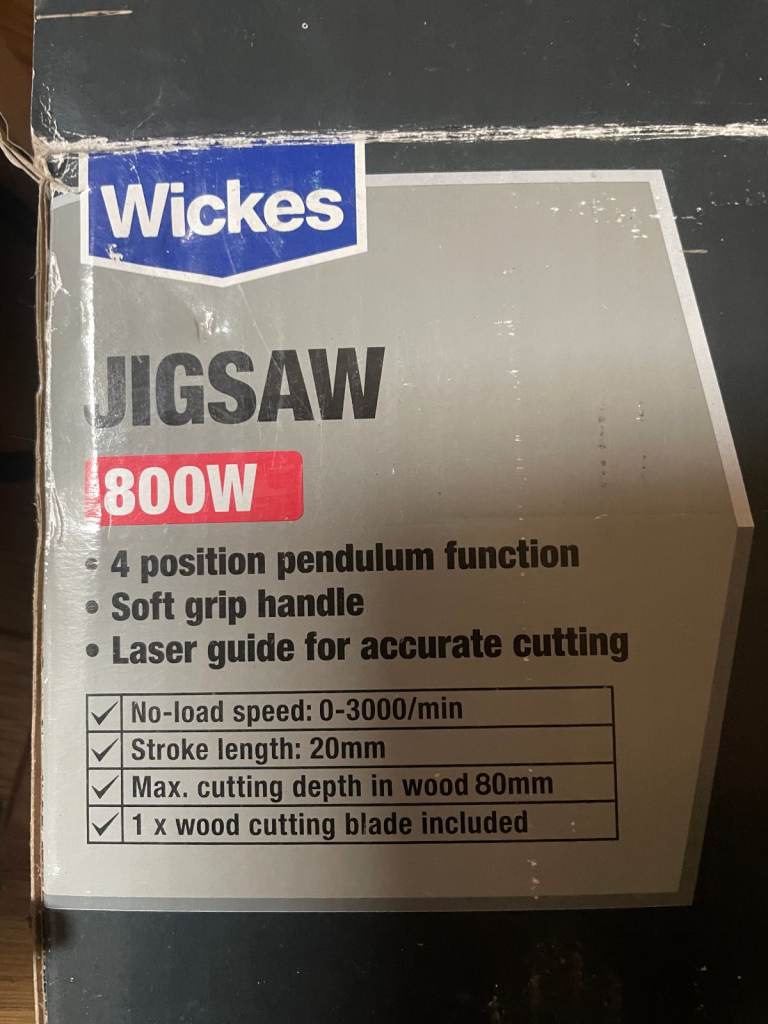 Wickes
JIGSAW
800W
• 4 position pendulum function
• Soft grip handle
• Laser guide for accurate cutting
✓ No-load speed: 0-3000/min
✓ Stroke length: 20mm
✓ Max. cutting depth in wood 80mm
✓ 1 x wood cutting blade included